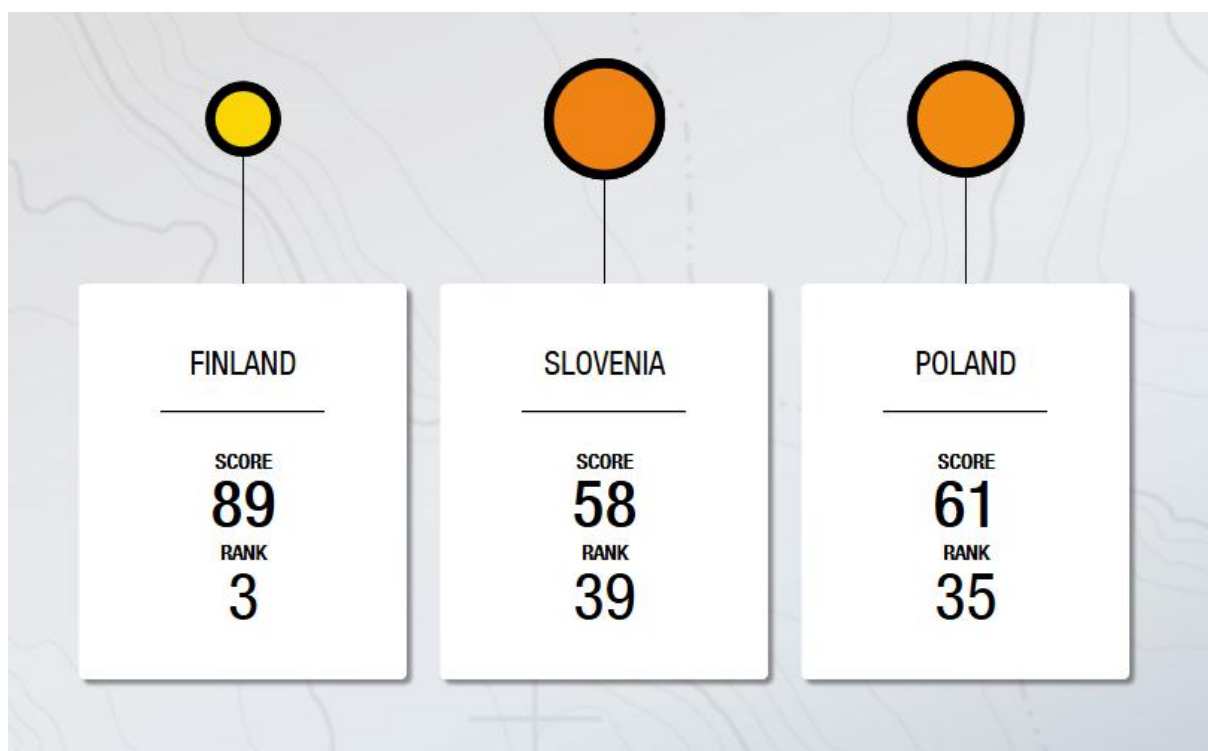 FINLAND
SCORE
89
RANK
3
SLOVENIA
SCORE
58
RANK
39
POLAND
SCORE
61
RANK
35